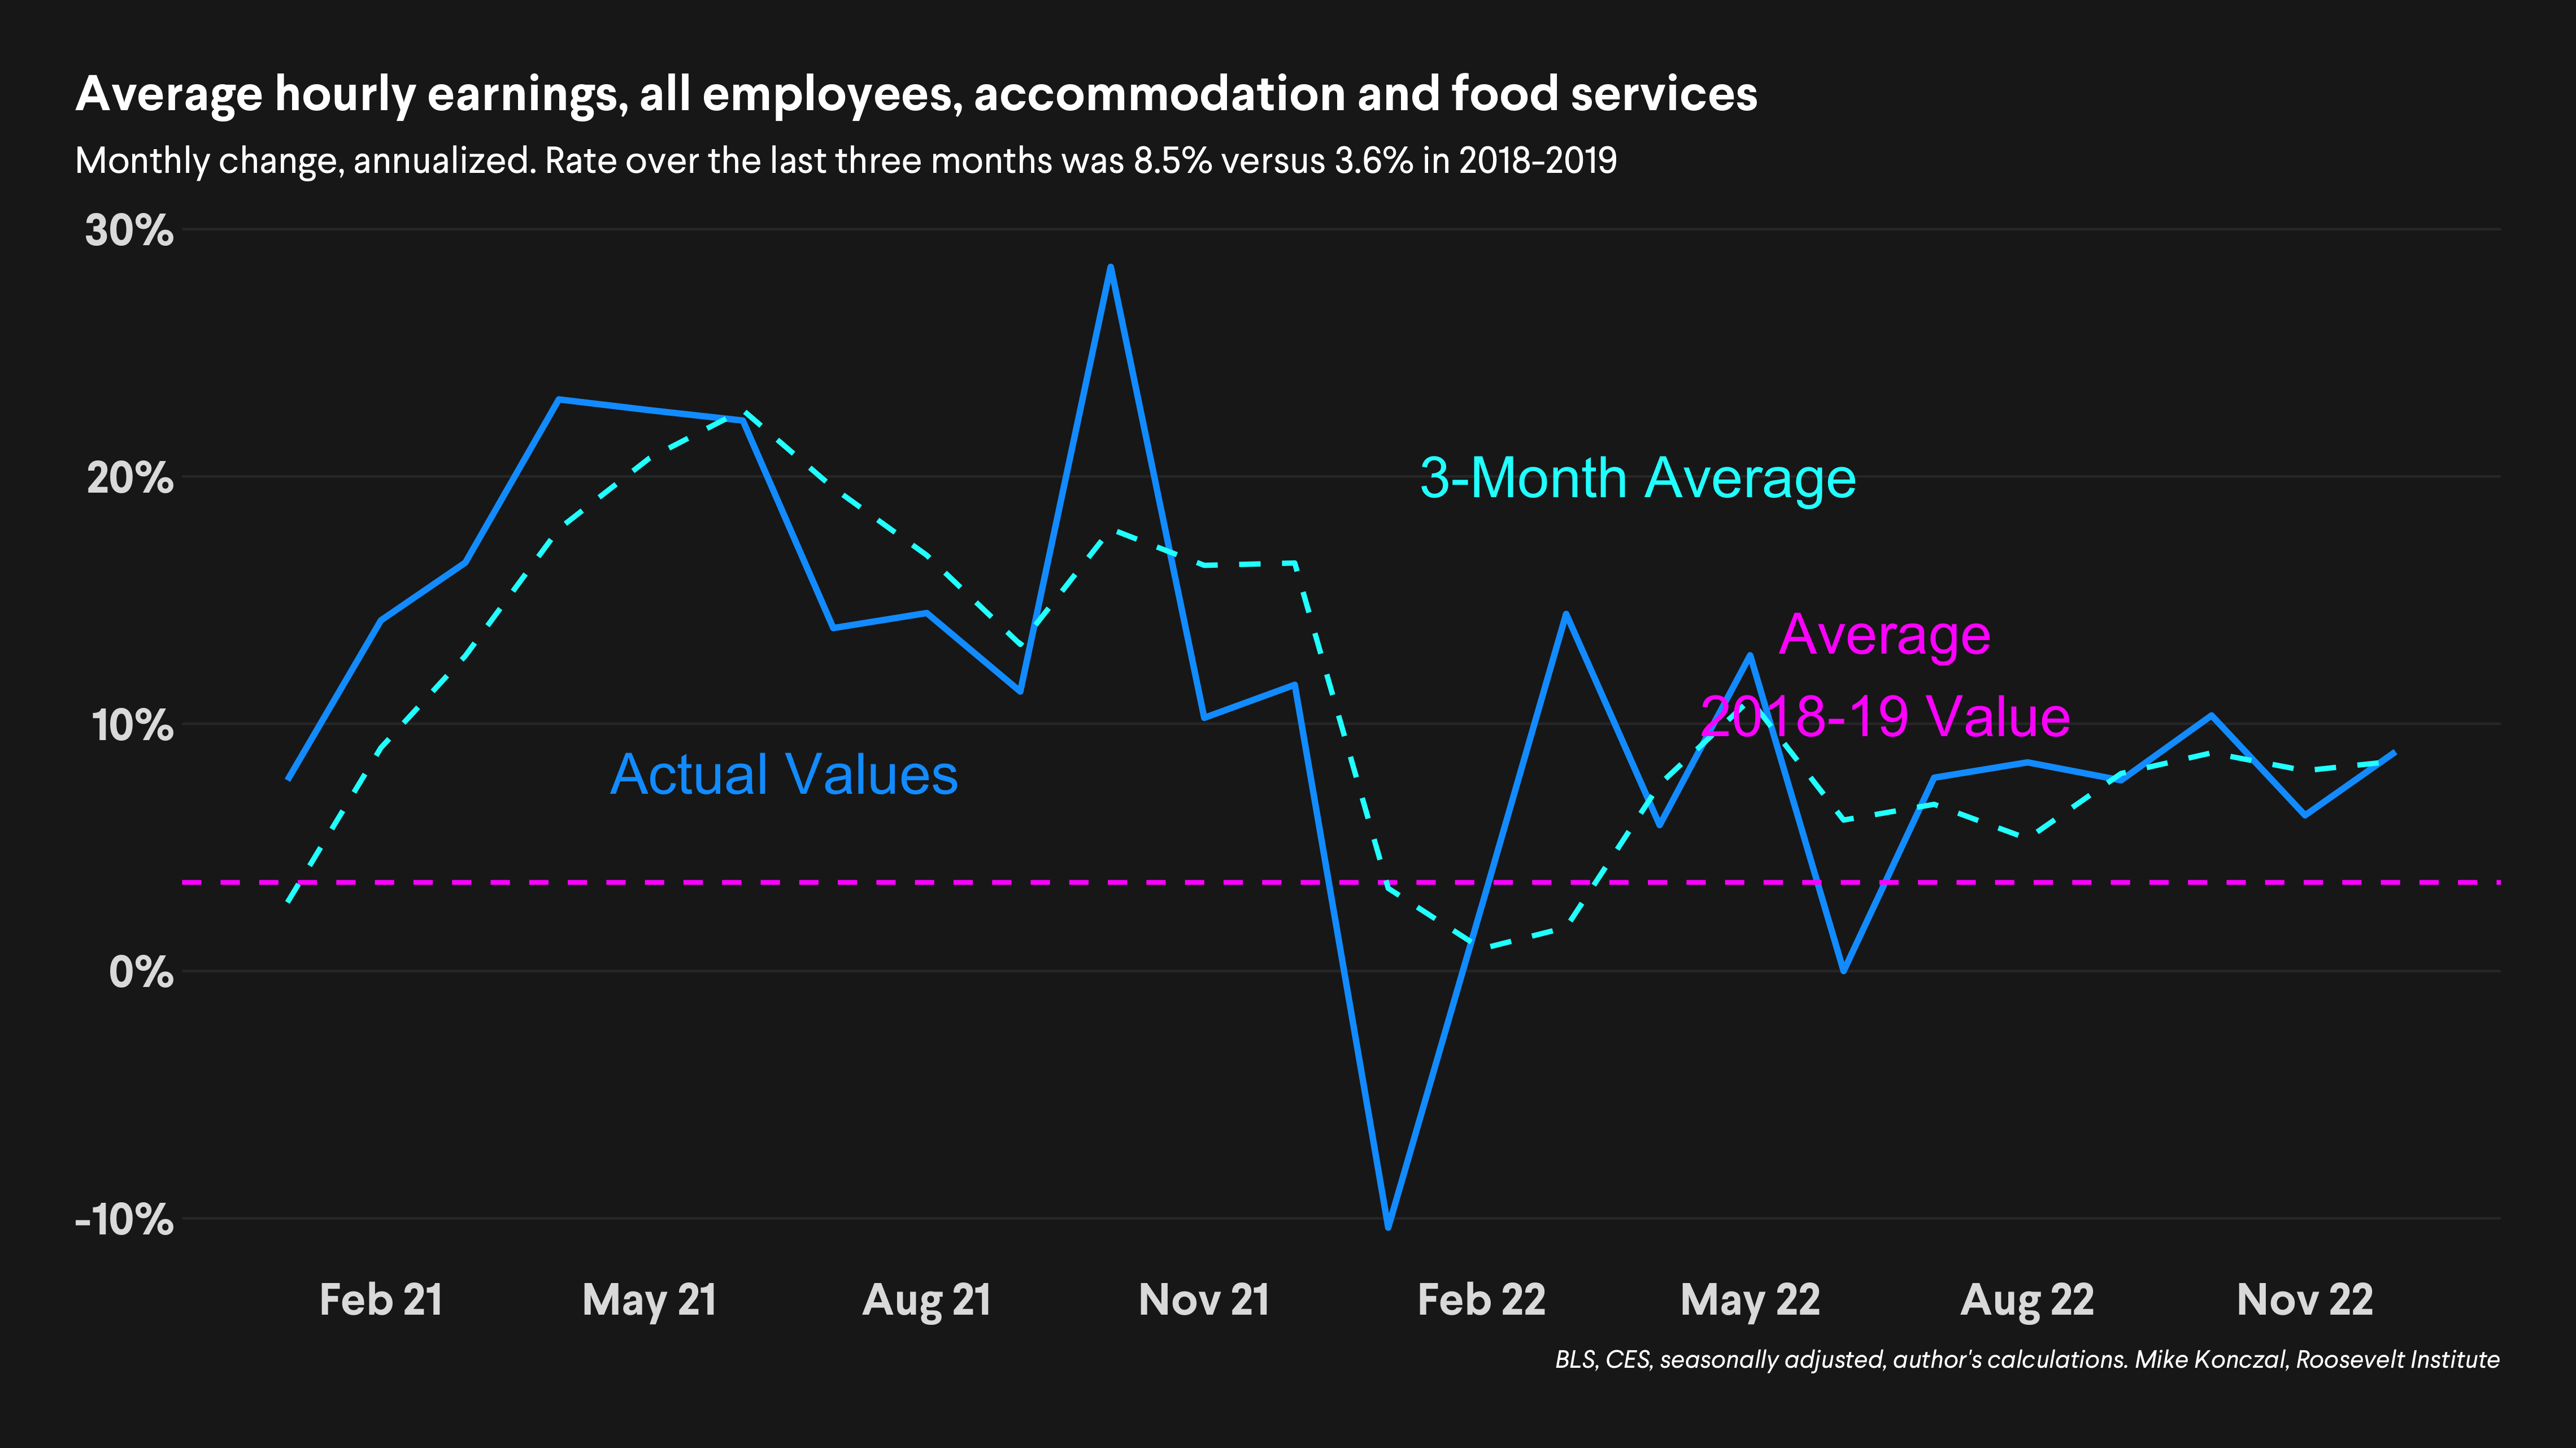 Average hourly earnings, all employees, accommodation and food services
Monthly change, annualized. Rate over the last three months was 8.5% versus 3.6% in 2018-2019
30%
20%
10%
0%
-10%
3-Month Average
Average
2018-19 Value
Actual Values
Feb 21 May 21 Aug 21 Nov 21 Feb 22 May 22 Aug 22 Nov 22
BLS, CES, seasonally adjusted, author's calculations. Mike Konczal, Roosevelt Institute